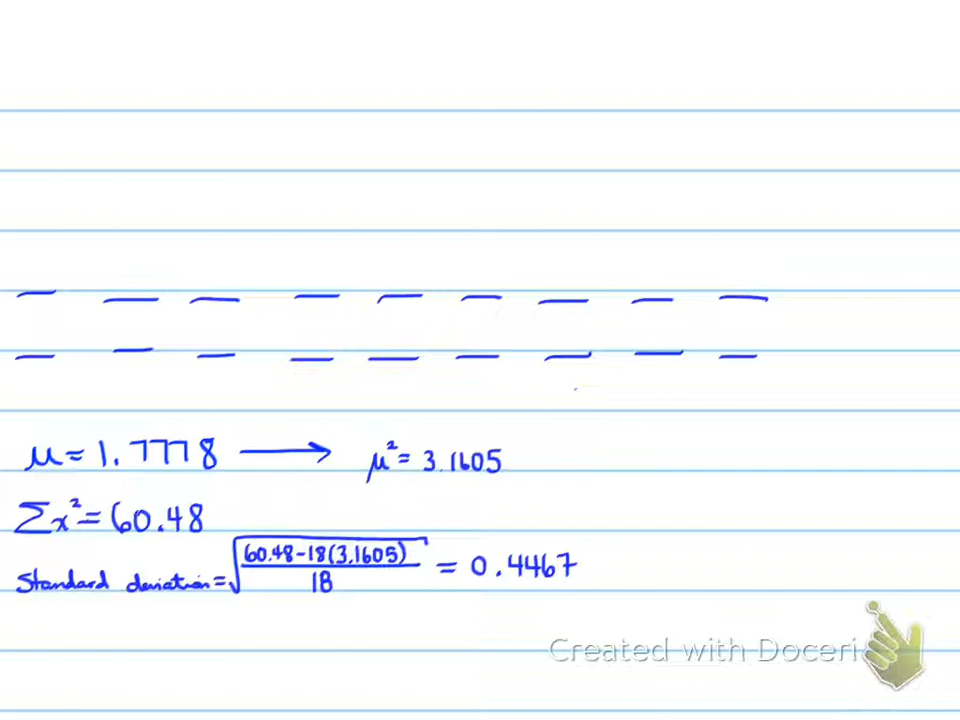 μ = 1.7778 ⟶ μ² = 3.1605
Σx² = 60.48
Standard deviation = √((60.48-18(3.1605))/18) = 0.4467
Created with Doceri